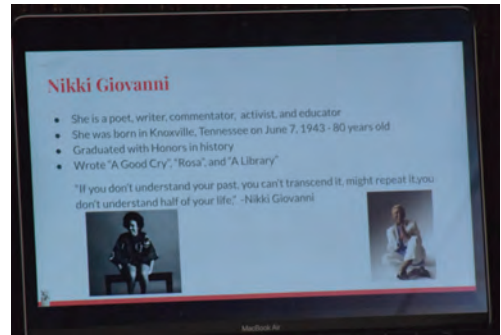 Nikki Giovanni
● She is a poet, writer, commentator, activist, and educator
● She was born in Knoxville, Tennessee on June 7, 1943 - 80 years old
● Graduated with Honors in history
● Wrote "A Good Cry", "Rosa", and "A Library"
"If you don't understand your past, you can't transcend it, might repeat it,you
don't understand half of your life." -Nikki Giovanni
MacBook Air